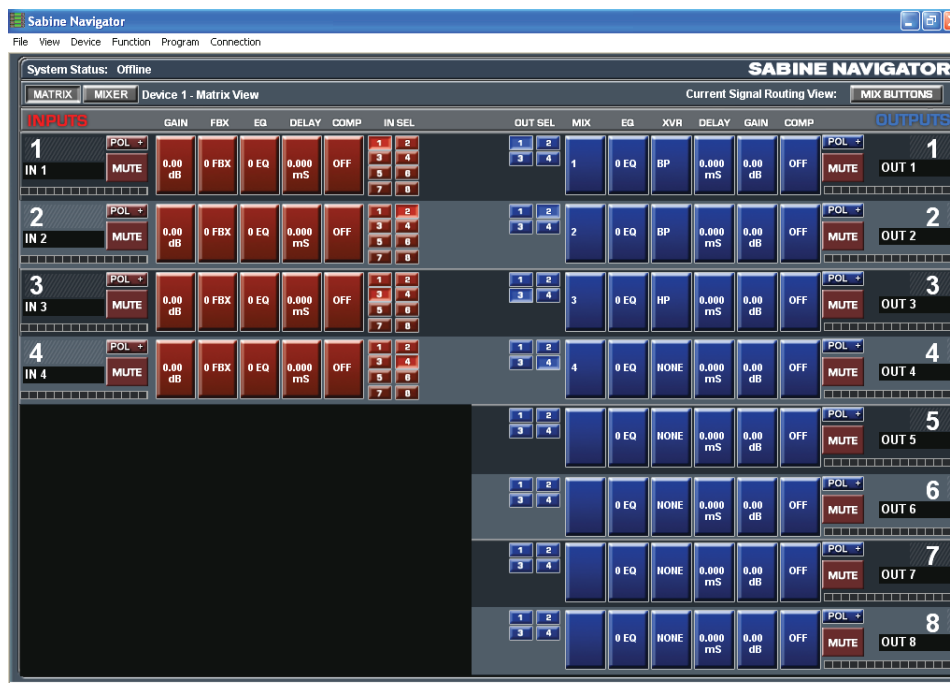 Sabine Navigator
File View Device Function Program Connection
System Status: Offline
SABINE NAVIGATOR
MATRIX MIXER Device 1 - Matrix View
Current Signal Routing View: MIX BUTTONS
INPUTS GAIN FBX EQ DELAY COMP IN SEL OUT SEL MIX EQ XVR DELAY GAIN COMP OUTPUTS
1 POL + 0.00 dB 0 FBX 0 EQ 0.000 mS OFF 1 2 3 4 5 6 7 8
IN 1 MUTE
1 2 3 4 1 0 EQ BP 0.000 mS 0.00 dB OFF POL + 1
MUTE OUT 1
2 POL + 0.00 dB 0 FBX 0 EQ 0.000 mS OFF 1 2 3 4 5 6 7 8
IN 2 MUTE
1 2 3 4 2 0 EQ BP 0.000 mS 0.00 dB OFF POL + 2
MUTE OUT 2
3 POL + 0.00 dB 0 FBX 0 EQ 0.000 mS OFF 1 2 3 4 5 6 7 8
IN 3 MUTE
1 2 3 4 3 0 EQ HP 0.000 mS 0.00 dB OFF POL + 3
MUTE OUT 3
4 POL + 0.00 dB 0 FBX 0 EQ 0.000 mS OFF 1 2 3 4 5 6 7 8
IN 4 MUTE
1 2 3 4 4 0 EQ NONE 0.000 mS 0.00 dB OFF POL + 4
MUTE OUT 4
1 2 3 4 0 EQ NONE 0.000 mS 0.00 dB OFF POL + 5
MUTE OUT 5
1 2 3 4 0 EQ NONE 0.000 mS 0.00 dB OFF POL + 6
MUTE OUT 6
1 2 3 4 0 EQ NONE 0.000 mS 0.00 dB OFF POL + 7
MUTE OUT 7
1 2 3 4 0 EQ NONE 0.000 mS 0.00 dB OFF POL + 8
MUTE OUT 8